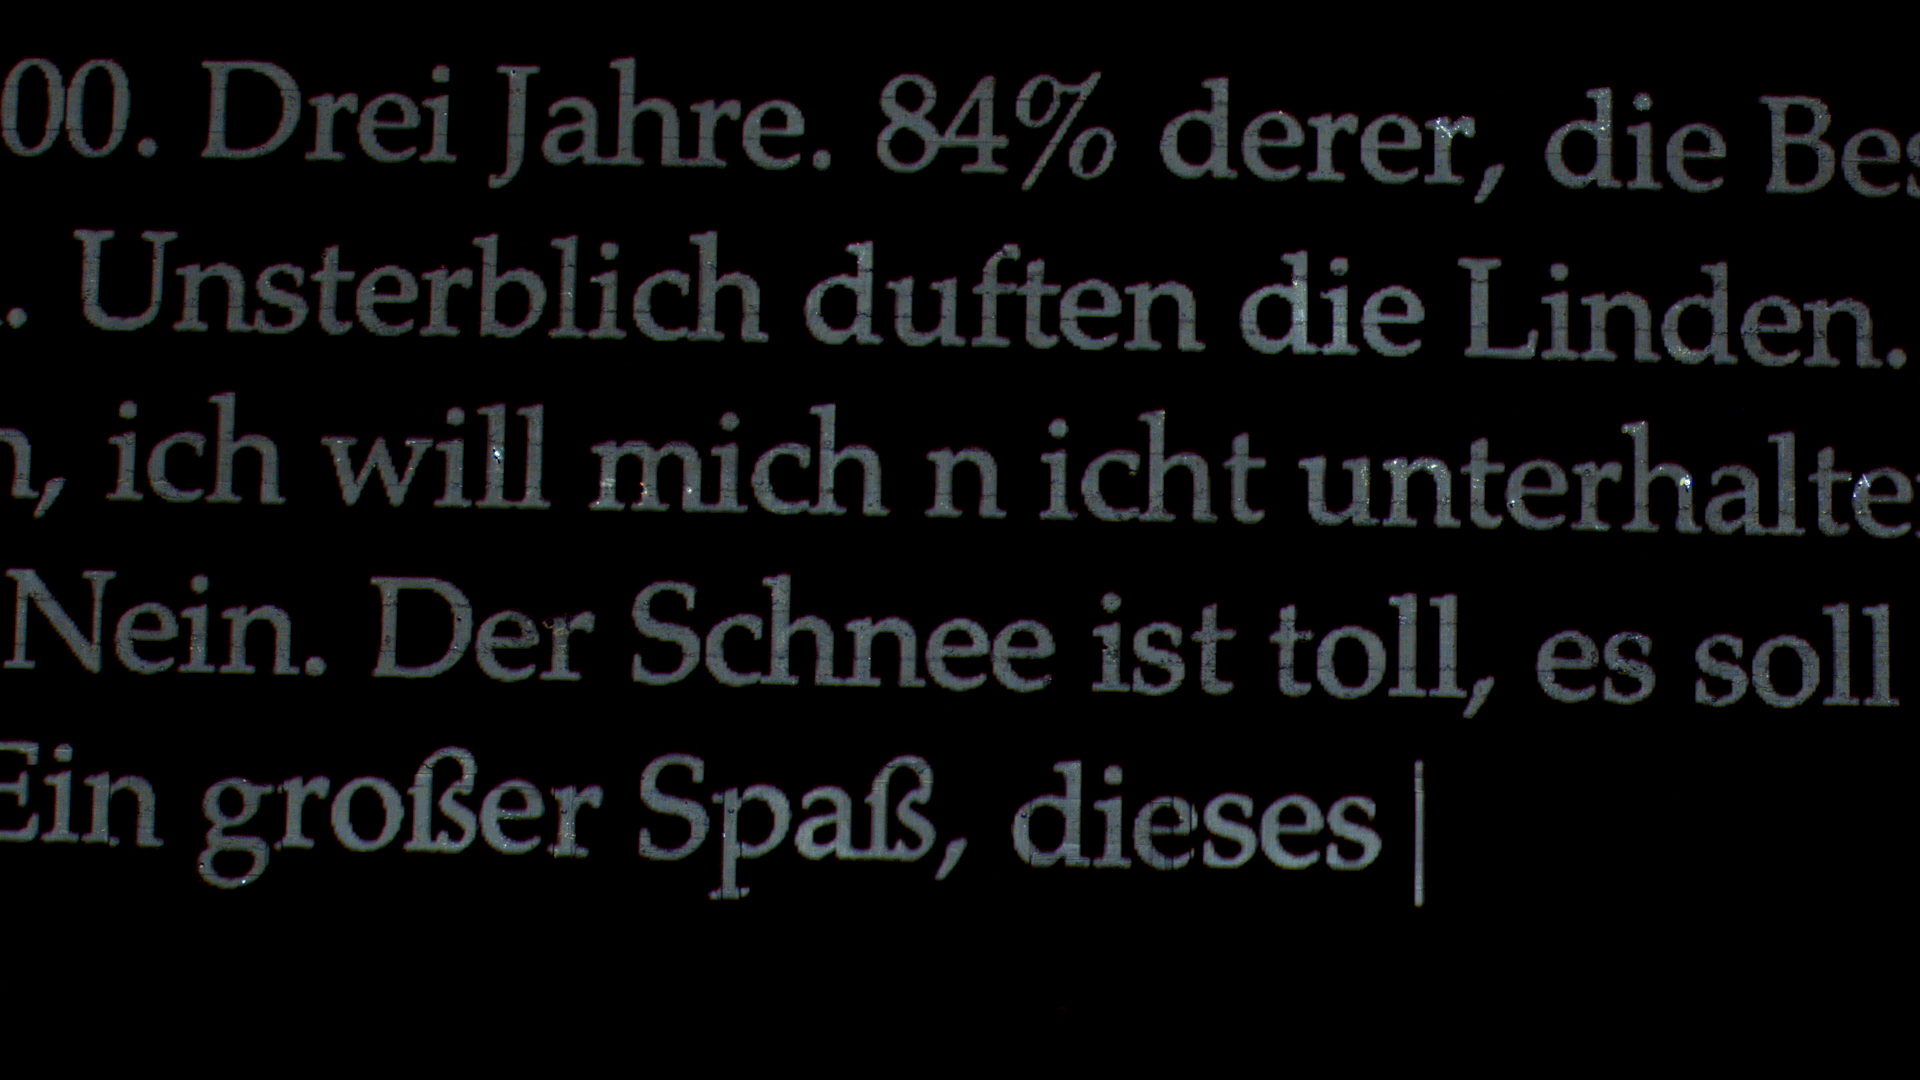 00. Drei Jahre. 84% derer, die Bes
. Unsterblich duften die Linden.
n, ich will mich n icht unterhalte
Nein. Der Schnee ist toll, es soll
Ein großer Spaß, dieses